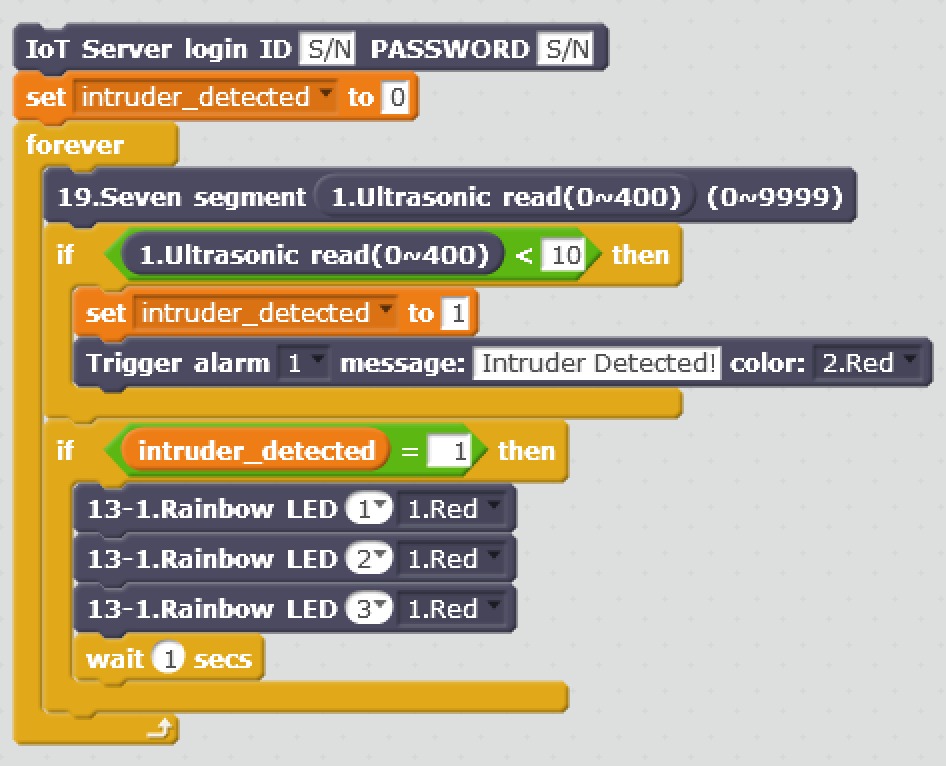 IoT Server login ID S/N PASSWORD S/N
set intruder_detected to 0
forever
19.Seven segment 1.Ultrasonic read(0~400) (0~9999)
if 1.Ultrasonic read(0~400) < 10 then
set intruder_detected to 1
Trigger alarm 1 message: Intruder Detected! color: 2.Red
if intruder_detected = 1 then
13-1.Rainbow LED 1 1.Red
13-1.Rainbow LED 2 1.Red
13-1.Rainbow LED 3 1.Red
wait 1 secs